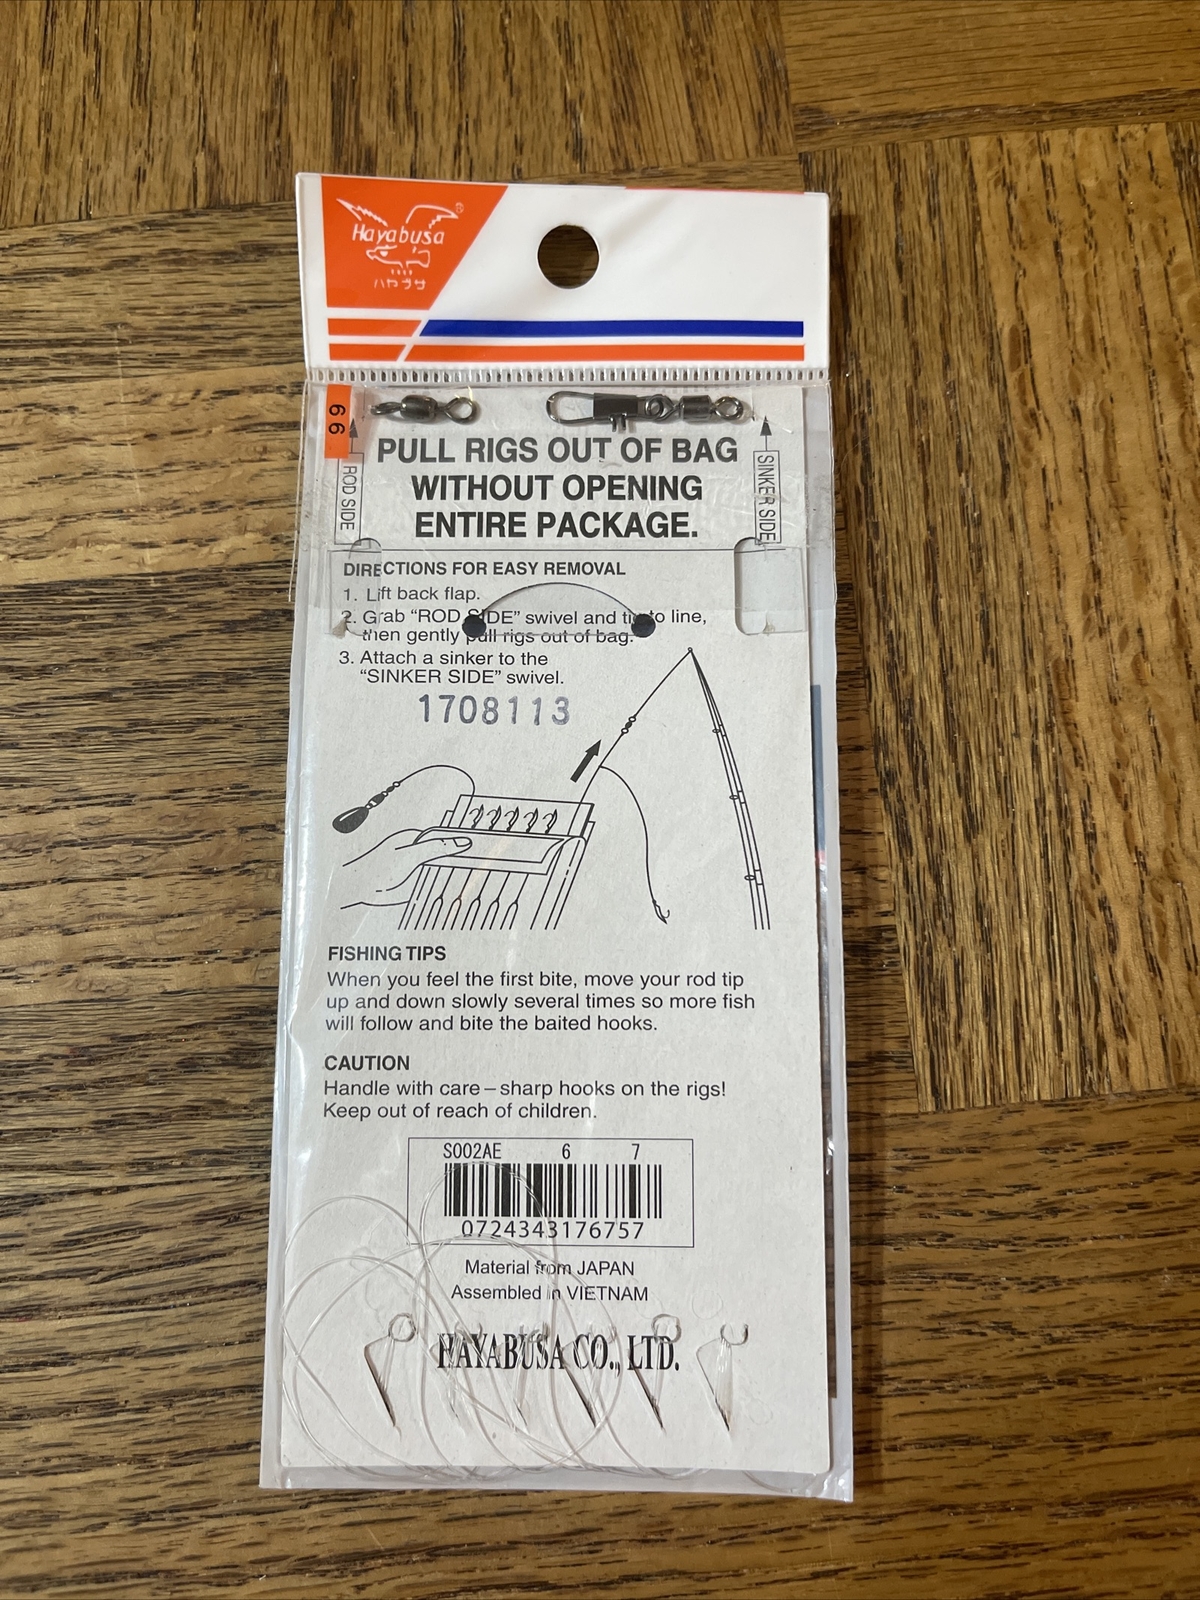 Hayabusa®
ハヤブサ
66
ROD SIDE
SINKER SIDE
PULL RIGS OUT OF BAG
WITHOUT OPENING
ENTIRE PACKAGE.
DIRECTIONS FOR EASY REMOVAL
1. Lift back flap.
2. Grab “ROD SIDE” swivel and tie to line,
then gently pull rigs out of bag.
3. Attach a sinker to the
“SINKER SIDE” swivel.
1708113
FISHING TIPS
When you feel the first bite, move your rod tip
up and down slowly several times so more fish
will follow and bite the baited hooks.
CAUTION
Handle with care – sharp hooks on the rigs!
Keep out of reach of children.
S002AE 6 7
0724343176757
Material from JAPAN
Assembled in VIETNAM
HAYABUSA CO., LTD.